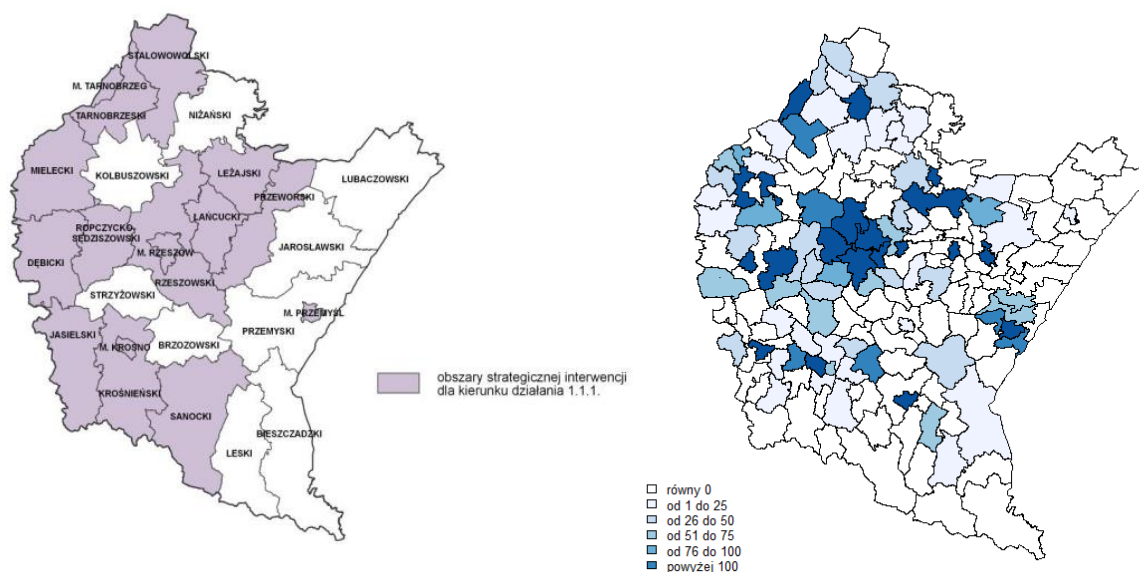 STALOWOWOLSKI
M. TARNOBRZEG
TARNOBRZESKI
NIŻAŃSKI
MIELECKI
KOLBUSZOWSKI
LEŻAJSKI
LUBACZOWSKI
PRZEWORSKI
ŁAŃCUCKI
ROPCZYCKO-
SĘDZISZOWSKI
JAROSŁAWSKI
M. RZESZÓW
DĘBICKI
RZESZOWSKI
STRZYŻOWSKI
M. PRZEMYŚL
JASIELSKI
PRZEMYSKI
BRZOZOWSKI
M. KROSNO
KROŚNIEŃSKI
SANOCKI
BIESZCZADZKI
LESKI
obszary strategicznej interwencji
dla kierunku działania 1.1.1.
równy 0
od 1 do 25
od 26 do 50
od 51 do 75
od 76 do 100
powyżej 100